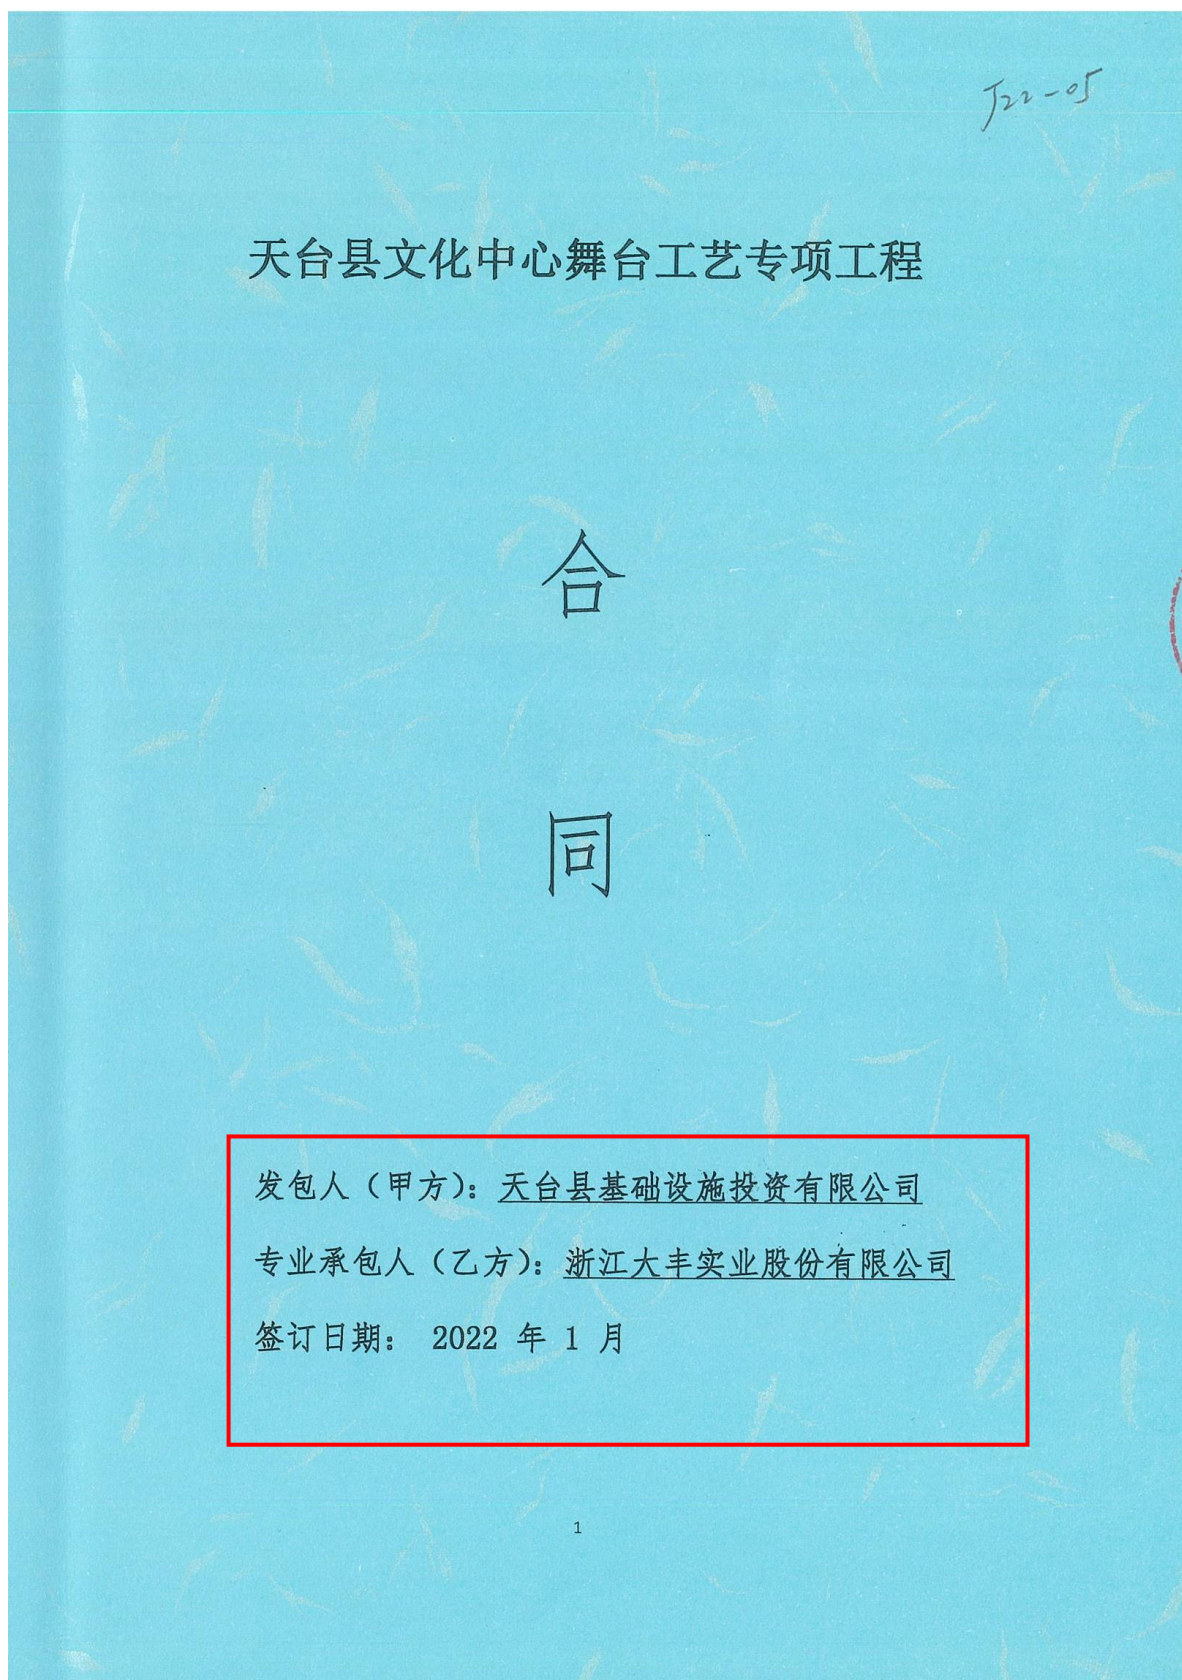 J22-05
天台县文化中心舞台工艺专项工程
合
同
发包人（甲方）：天台县基础设施投资有限公司
专业承包人（乙方）：浙江大丰实业股份有限公司
签订日期： 2022 年 1 月
1